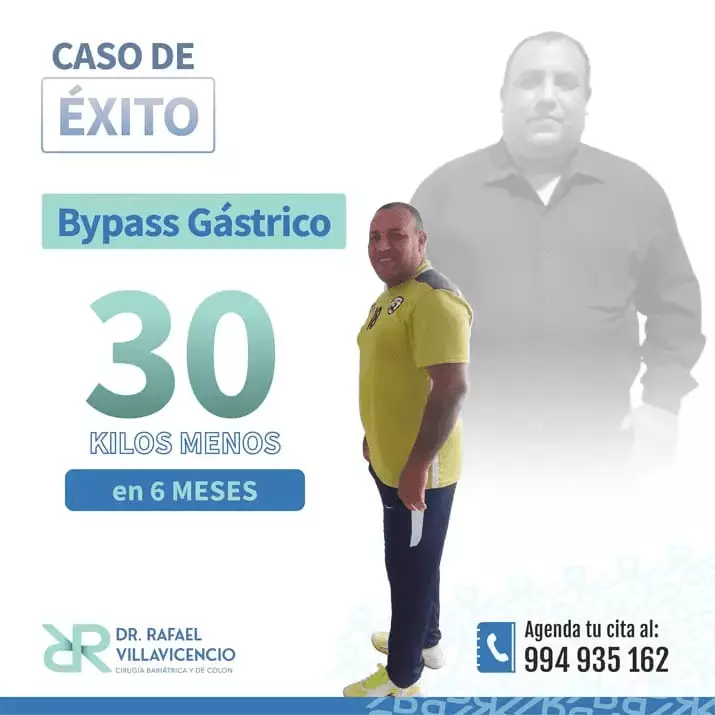 CASO DE
ÉXITO
Bypass Gástrico
30
KILOS MENOS
en 6 MESES
DR. RAFAEL
VILLAVICENCIO
CIRUGÍA BARIÁTRICA Y DE COLON
Agenda tu cita al:
994 935 162